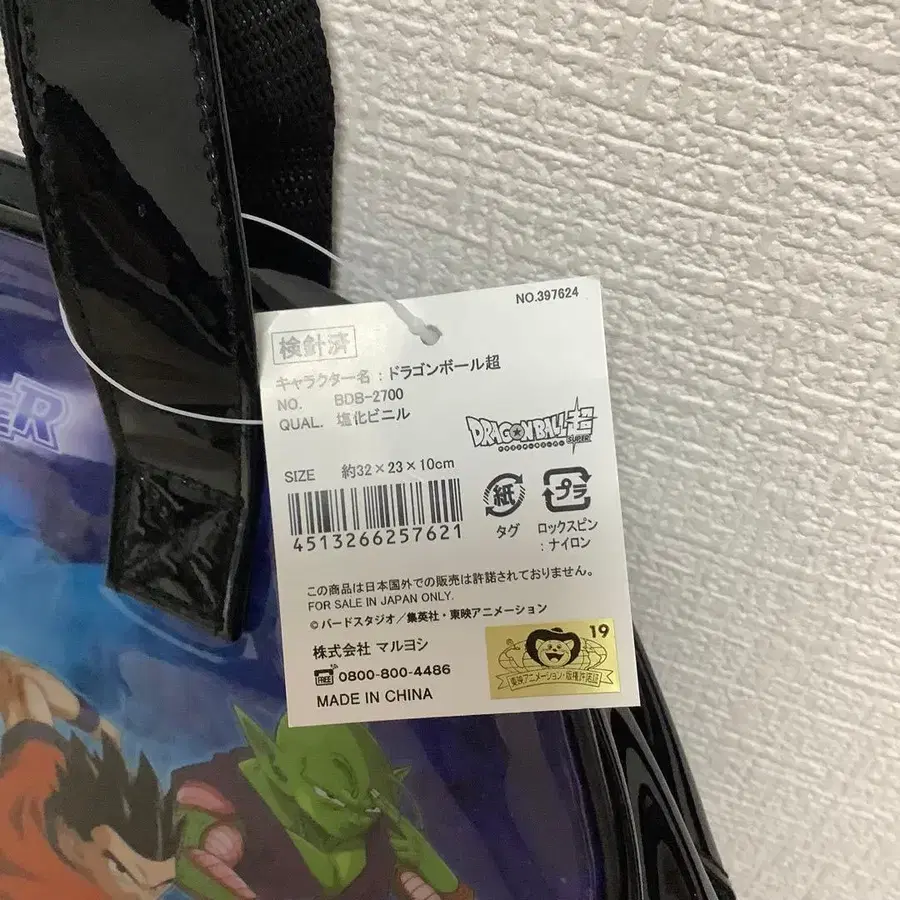 NO.397624
検針済
キャラクター名：ドラゴンボール超
NO. BDB-2700
QUAL. 塩化ビニル
DRAGONBALL超
SUPER
SIZE 約32×23×10cm
4513266257621
紙
タグ
プラ
ロックスピン
：ナイロン
この商品は日本国外での販売は許諾されておりません。
FOR SALE IN JAPAN ONLY.
©バードスタジオ／集英社・東映アニメーション
株式会社 マルヨシ
FREE 0800-800-4486
MADE IN CHINA
19
東映アニメーション・版権許諾証
ER